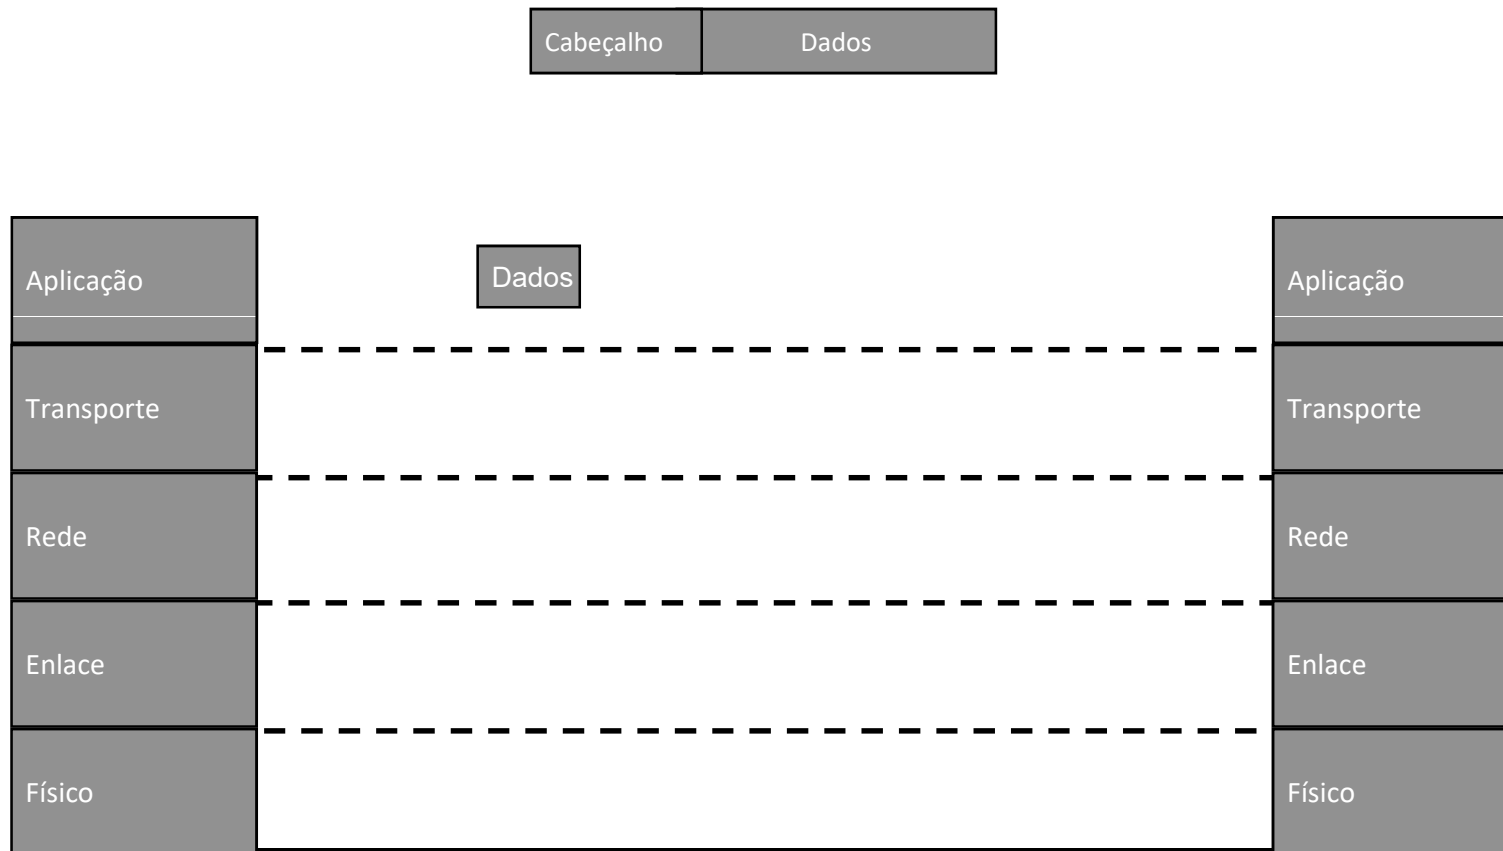 Cabeçalho Dados
Aplicação
Dados
Aplicação
Transporte
Transporte
Rede
Rede
Enlace
Enlace
Físico
Físico